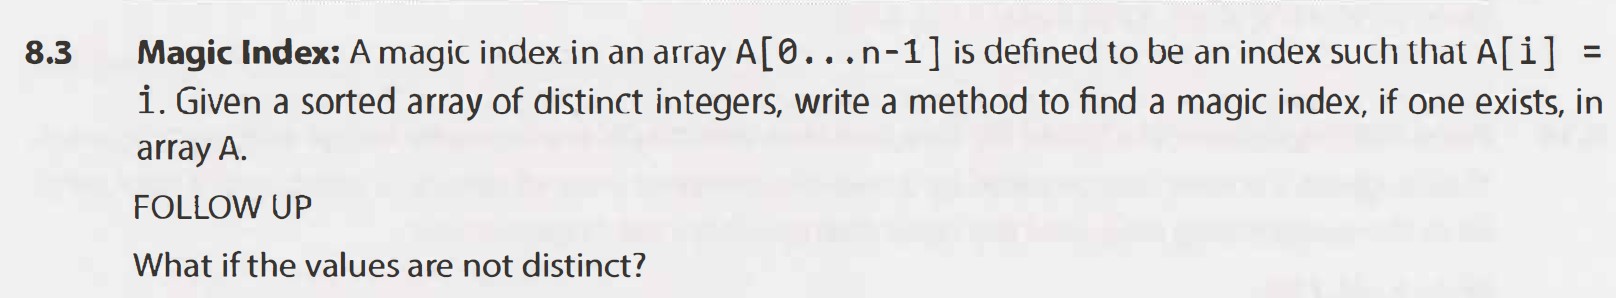 8.3 Magic Index: A magic index in an array A[0...n-1] is defined to be an index such that A[i] =
i. Given a sorted array of distinct integers, write a method to find a magic index, if one exists, in
array A.
FOLLOW UP
What if the values are not distinct?